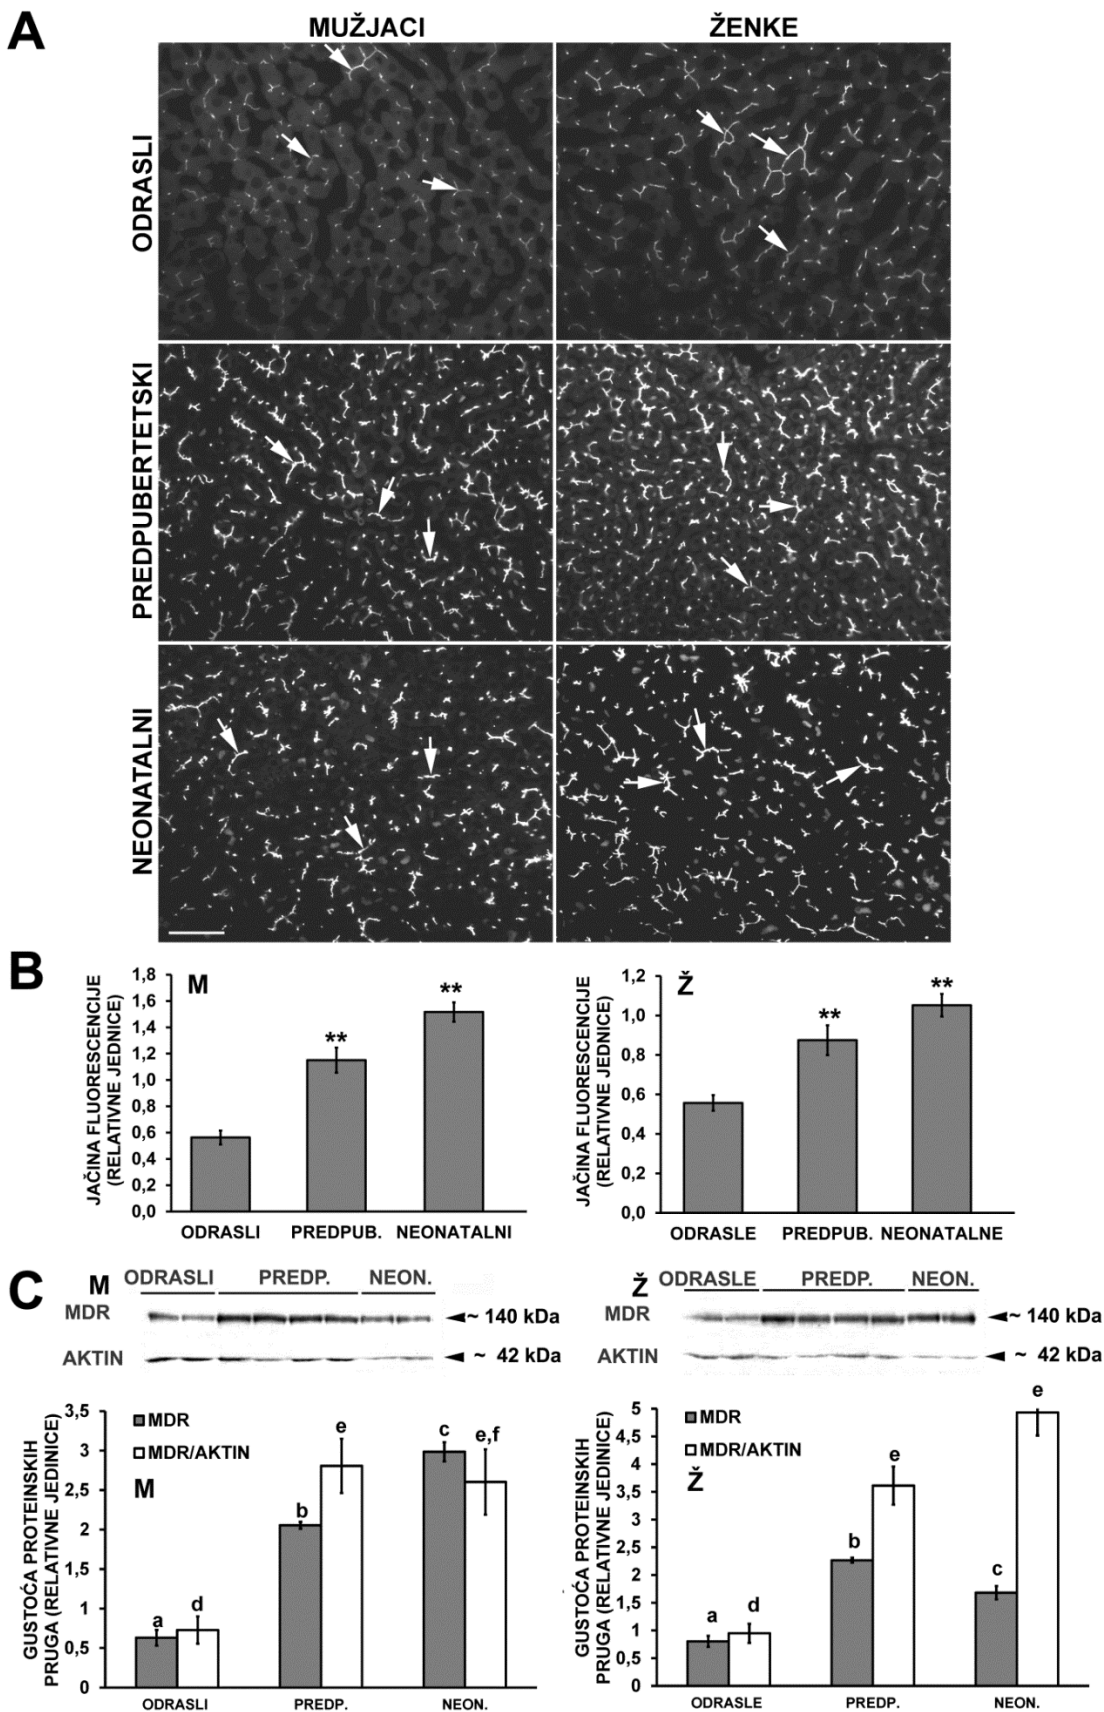 A
MUŽJACI
ŽENKE
ODRASLI
PREDPUBERTETSKI
NEONATALNI
B
JAČINA FLUORESCENCIJE
(RELATIVNE JEDNICE)
1,8
1,6
1,4
1,2
1,0
0,8
0,6
0,4
0,2
0,0
M
**
**
ODRASLI PREDPUB. NEONATALNI
JAČINA FLUORESCENCIJE
(RELATIVNE JEDNICE)
1,2
1,0
0,8
0,6
0,4
0,2
0,0
Ž
**
**
ODRASLE PREDPUB. NEONATALNE
C
M
ODRASLI PREDP. NEON.
MDR
~ 140 kDa
AKTIN
~ 42 kDa
Ž
ODRASLE PREDP. NEON.
MDR
~ 140 kDa
AKTIN
~ 42 kDa
GUSTOĆA PROTEINSKIH
PRUGA (RELATIVNE JEDINICE)
3,5
3
2,5
2
1,5
1
0,5
0
MDR
MDR/AKTIN
M
a
d
b
e
c
e,f
ODRASLI PREDP. NEON.
GUSTOĆA PROTEINSKIH
PRUGA (RELATIVNE JEDINICE)
5
4,5
4
3,5
3
2,5
2
1,5
1
0,5
0
MDR
MDR/AKTIN
Ž
a
d
b
e
c
e
ODRASLE PREDP. NEON.